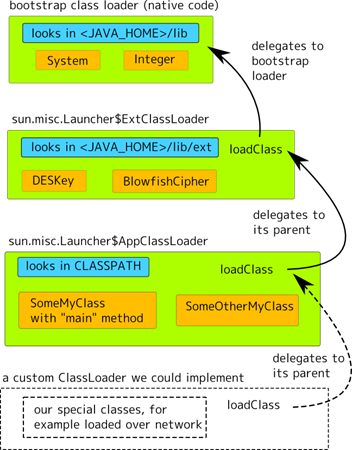 bootstrap class loader (native code)
looks in <JAVA_HOME>/lib
System
Integer
delegates to
bootstrap
loader
sun.misc.Launcher$ExtClassLoader
looks in <JAVA_HOME>/lib/ext
loadClass
DESKey
BlowfishCipher
delegates to
its parent
sun.misc.Launcher$AppClassLoader
looks in CLASSPATH
loadClass
SomeMyClass
with "main" method
SomeOtherMyClass
delegates to
its parent
a custom ClassLoader we could implement
our special classes, for
example loaded over network
loadClass